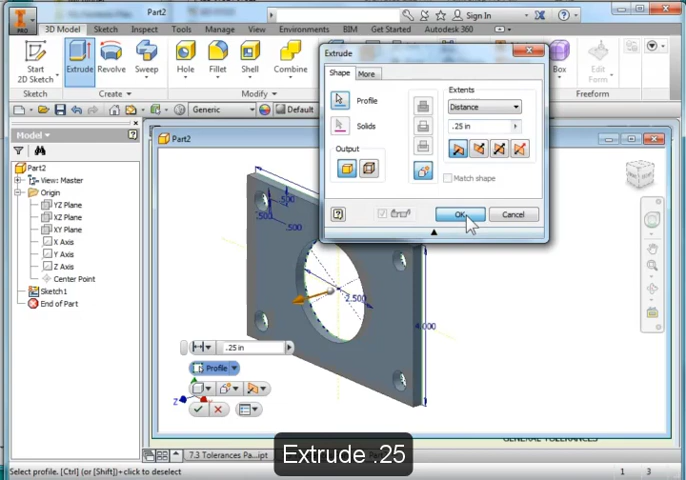 Part2
Sign In
PRO
3D Model Sketch Inspect Tools Manage View Environments BIM Get Started Autodesk 360
Start
2D Sketch
Extrude
Revolve
Sweep
Hole
Fillet
Shell
Combine
Box
Edit
Form
Sketch
Create
Modify
Freeform
Generic
Default
Model
Part2
View: Master
Origin
YZ Plane
XZ Plane
XY Plane
X Axis
Y Axis
Z Axis
Center Point
Sketch1
End of Part
Part2
Extrude
Shape More
Profile
Solids
Output
Extents
Distance
.25 in
Match shape
OK
Cancel
.500
.500
.500
2.500
4.000
.25 in
Profile
Z
GENERAL TOLERANCES
7.3 Tolerances Pa...ipt
Extrude .25
Select profile. [Ctrl] (or [Shift])+click to deselect
1 3